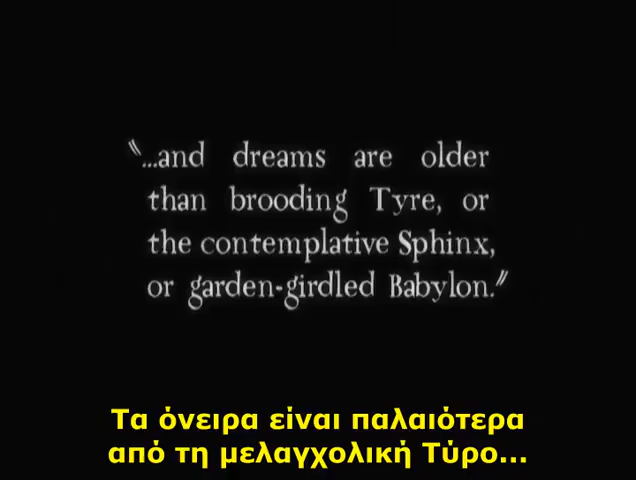 “...and dreams are older
than brooding Tyre, or
the contemplative Sphinx,
or garden-girdled Babylon.”
Τα όνειρα είναι παλαιότερα
από τη μελαγχολική Τύρο...